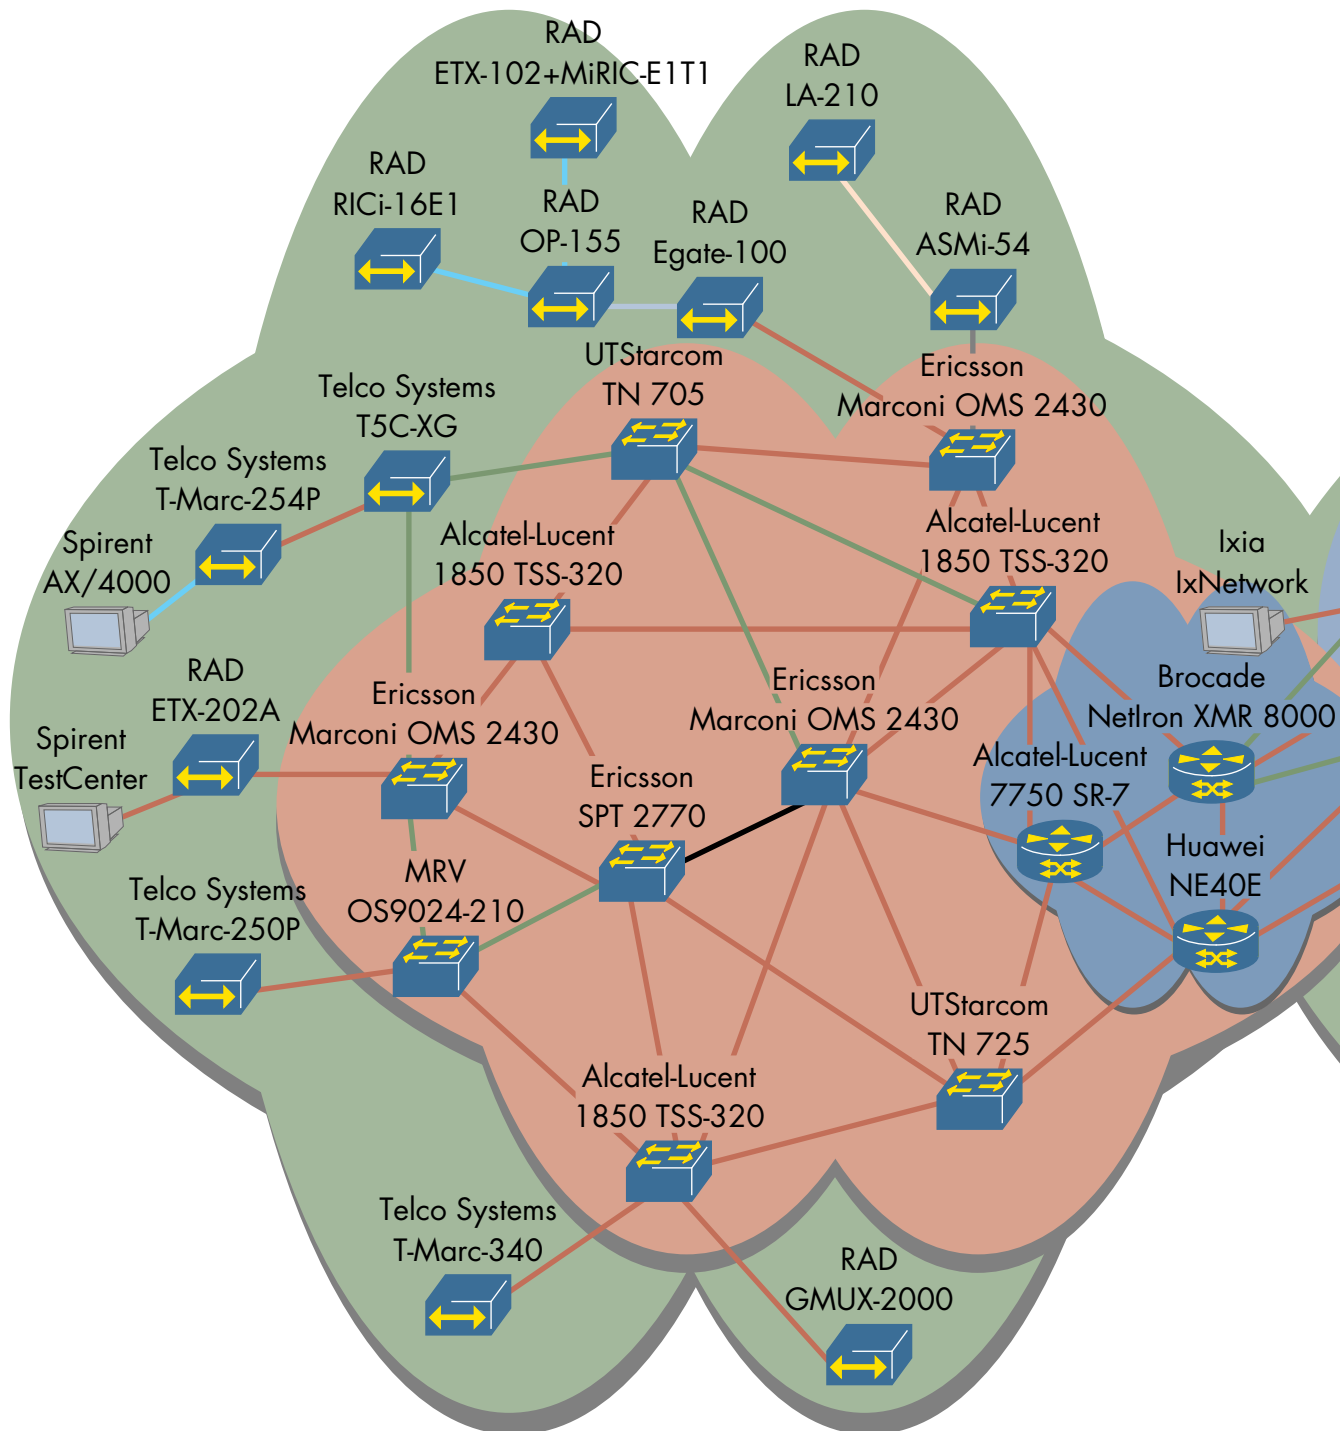 RAD
ETX-102+MiRIC-E1T1
RAD
LA-210
RAD
RICi-16E1
RAD
OP-155
RAD
Egate-100
RAD
ASMi-54
UTStarcom
TN 705
Ericsson
Marconi OMS 2430
Telco Systems
T5C-XG
Telco Systems
T-Marc-254P
Alcatel-Lucent
1850 TSS-320
Alcatel-Lucent
1850 TSS-320
Spirent
AX/4000
Ixia
IxNetwork
RAD
ETX-202A
Ericsson
Marconi OMS 2430
Ericsson
Marconi OMS 2430
Brocade
NetIron XMR 8000
Spirent
TestCenter
Ericsson
SPT 2770
Alcatel-Lucent
7750 SR-7
MRV
OS9024-210
Huawei
NE40E
Telco Systems
T-Marc-250P
UTStarcom
TN 725
Alcatel-Lucent
1850 TSS-320
Telco Systems
T-Marc-340
RAD
GMUX-2000